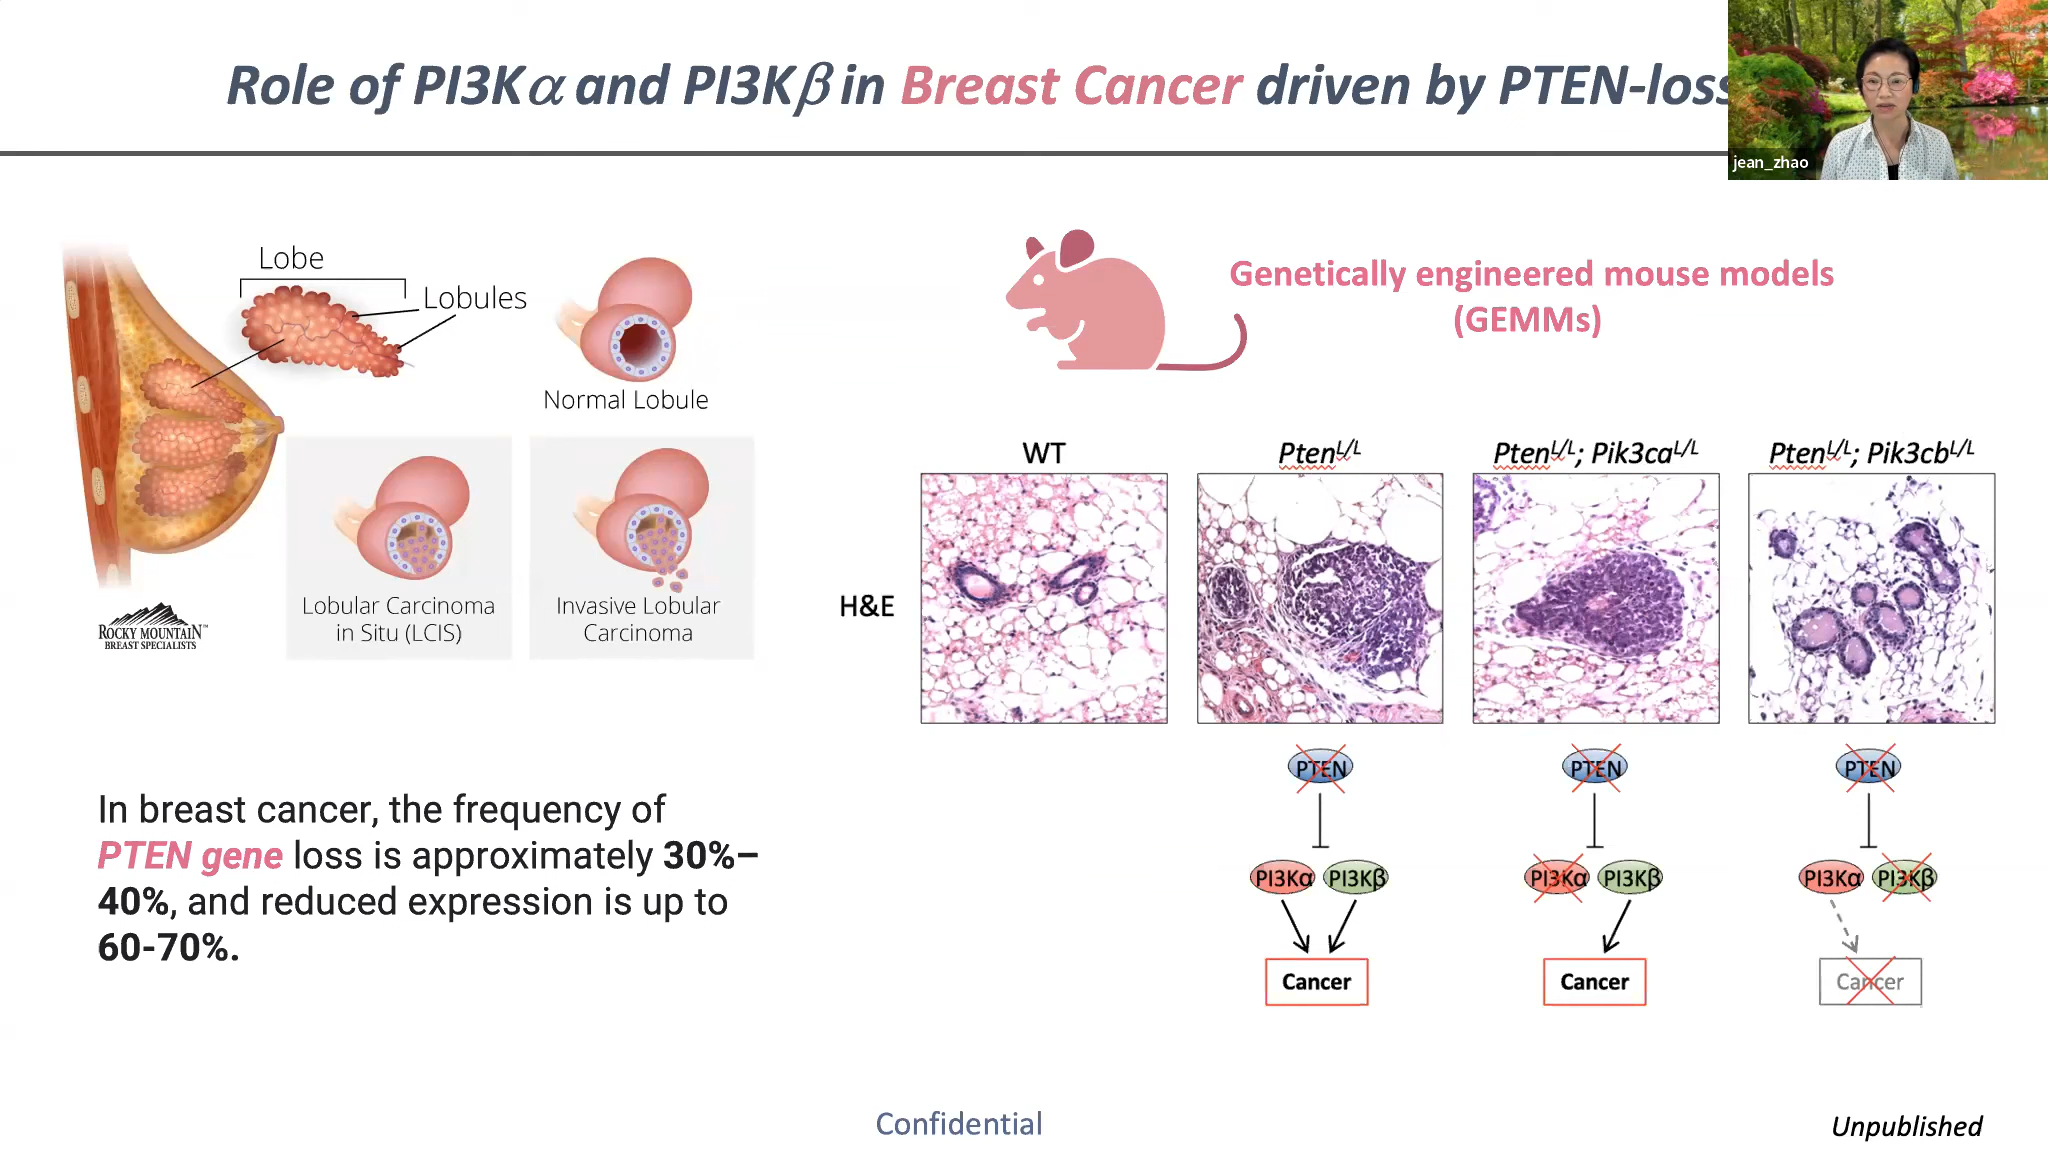 Role of PI3Kα and PI3Kβ in Breast Cancer driven by PTEN-loss
jean_zhao
Lobe
Lobules
Normal Lobule
Lobular Carcinoma
in Situ (LCIS)
Invasive Lobular
Carcinoma
ROCKY MOUNTAIN™
BREAST SPECIALISTS
In breast cancer, the frequency of
PTEN gene loss is approximately 30%–
40%, and reduced expression is up to
60-70%.
Genetically engineered mouse models
(GEMMs)
WT
Pten^L/L
Pten^L/L; Pik3ca^L/L
Pten^L/L; Pik3cb^L/L
H&E
PTEN
PTEN
PTEN
PI3Kα PI3Kβ
PI3Kα PI3Kβ
PI3Kα PI3Kβ
Cancer
Cancer
Cancer
Confidential
Unpublished